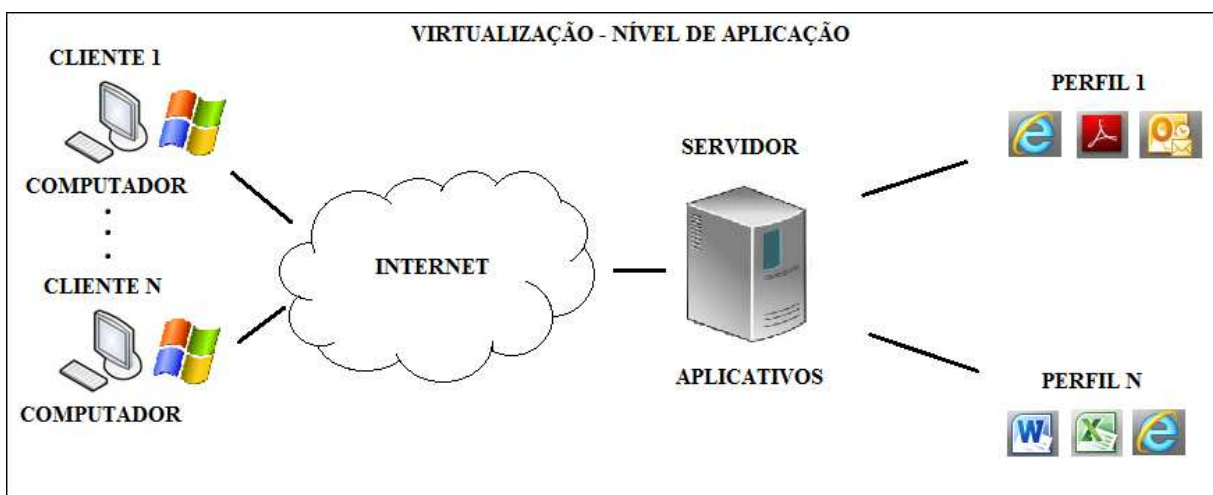 VIRTUALIZAÇÃO - NÍVEL DE APLICAÇÃO
CLIENTE 1
COMPUTADOR
CLIENTE N
COMPUTADOR
INTERNET
SERVIDOR
APLICATIVOS
PERFIL 1
PERFIL N